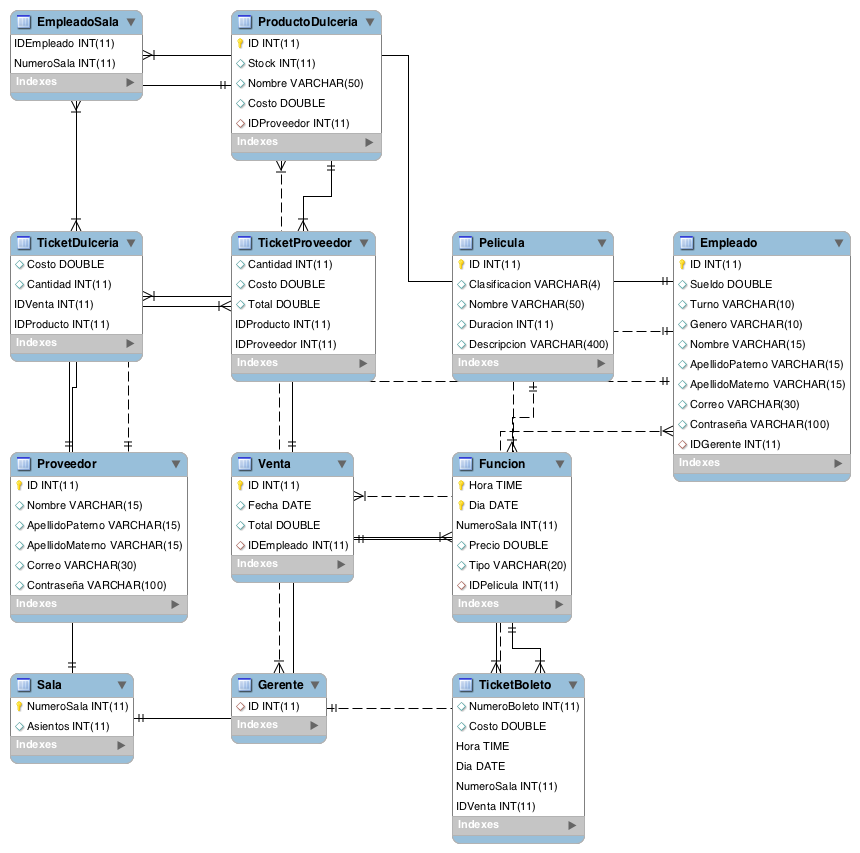 EmpleadoSala
IDEmpleado INT(11)
NumeroSala INT(11)
Indexes
ProductoDulceria
ID INT(11)
Stock INT(11)
Nombre VARCHAR(50)
Costo DOUBLE
IDProveedor INT(11)
Indexes
TicketDulceria
Costo DOUBLE
Cantidad INT(11)
IDVenta INT(11)
IDProducto INT(11)
Indexes
TicketProveedor
Cantidad INT(11)
Costo DOUBLE
Total DOUBLE
IDProducto INT(11)
IDProveedor INT(11)
Indexes
Pelicula
ID INT(11)
Clasificacion VARCHAR(4)
Nombre VARCHAR(50)
Duracion INT(11)
Descripcion VARCHAR(400)
Indexes
Empleado
ID INT(11)
Sueldo DOUBLE
Turno VARCHAR(10)
Genero VARCHAR(10)
Nombre VARCHAR(15)
ApellidoPaterno VARCHAR(15)
ApellidoMaterno VARCHAR(15)
Correo VARCHAR(30)
Contraseña VARCHAR(100)
IDGerente INT(11)
Indexes
Proveedor
ID INT(11)
Nombre VARCHAR(15)
ApellidoPaterno VARCHAR(15)
ApellidoMaterno VARCHAR(15)
Correo VARCHAR(30)
Contraseña VARCHAR(100)
Indexes
Venta
ID INT(11)
Fecha DATE
Total DOUBLE
IDEmpleado INT(11)
Indexes
Funcion
Hora TIME
Dia DATE
NumeroSala INT(11)
Precio DOUBLE
Tipo VARCHAR(20)
IDPelicula INT(11)
Indexes
Sala
NumeroSala INT(11)
Asientos INT(11)
Indexes
Gerente
ID INT(11)
Indexes
TicketBoleto
NumeroBoleto INT(11)
Costo DOUBLE
Hora TIME
Dia DATE
NumeroSala INT(11)
IDVenta INT(11)
Indexes